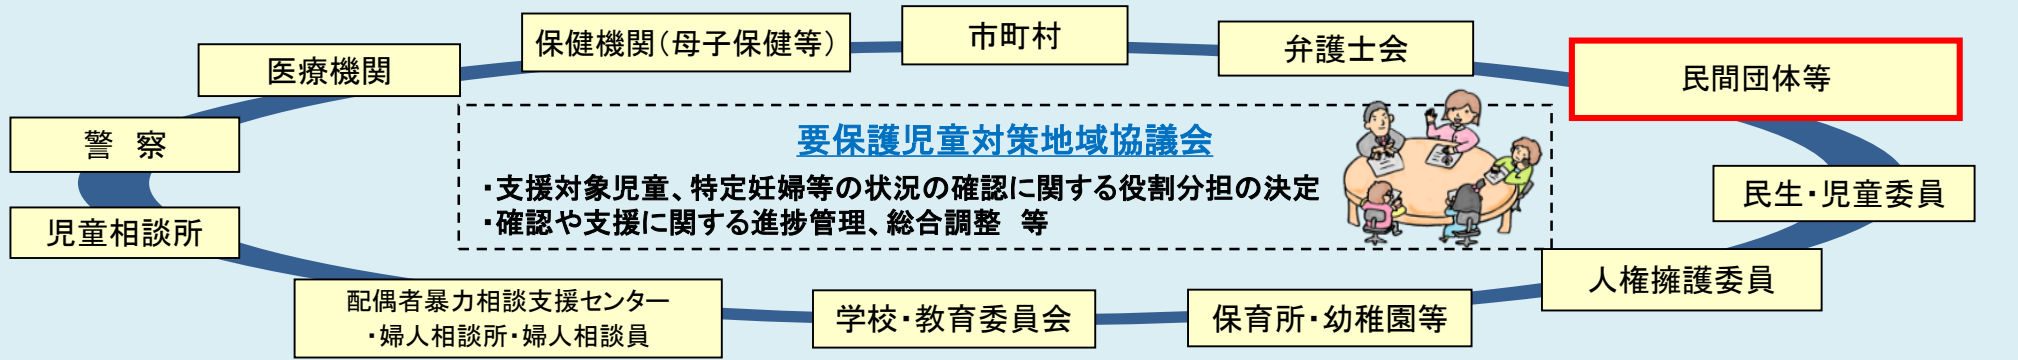 保健機関（母子保健等）
市町村
弁護士会
医療機関
民間団体等
警　察
要保護児童対策地域協議会
・支援対象児童、特定妊婦等の状況の確認に関する役割分担の決定
・確認や支援に関する進捗管理、総合調整　等
民生・児童委員
児童相談所
人権擁護委員
配偶者暴力相談支援センター
・婦人相談所・婦人相談員
学校・教育委員会
保育所・幼稚園等